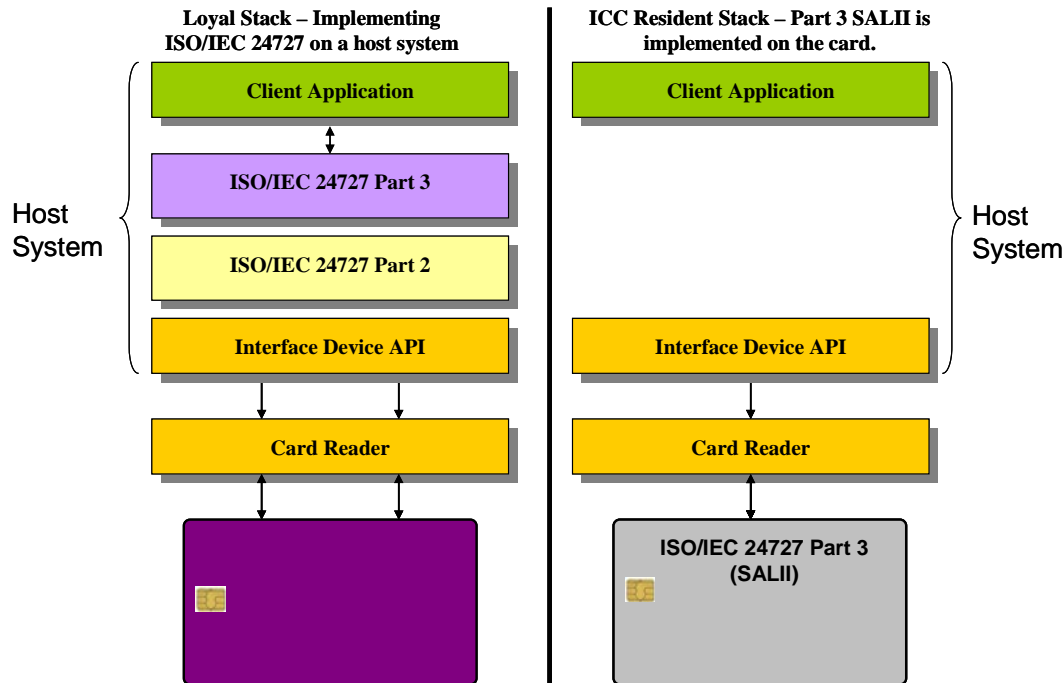 Loyal Stack – Implementing
ISO/IEC 24727 on a host system
Client Application
ISO/IEC 24727 Part 3
ISO/IEC 24727 Part 2
Interface Device API
Card Reader
Host
System
ICC Resident Stack – Part 3 SALII is
implemented on the card.
Client Application
Interface Device API
Card Reader
ISO/IEC 24727 Part 3
(SALII)
Host
System